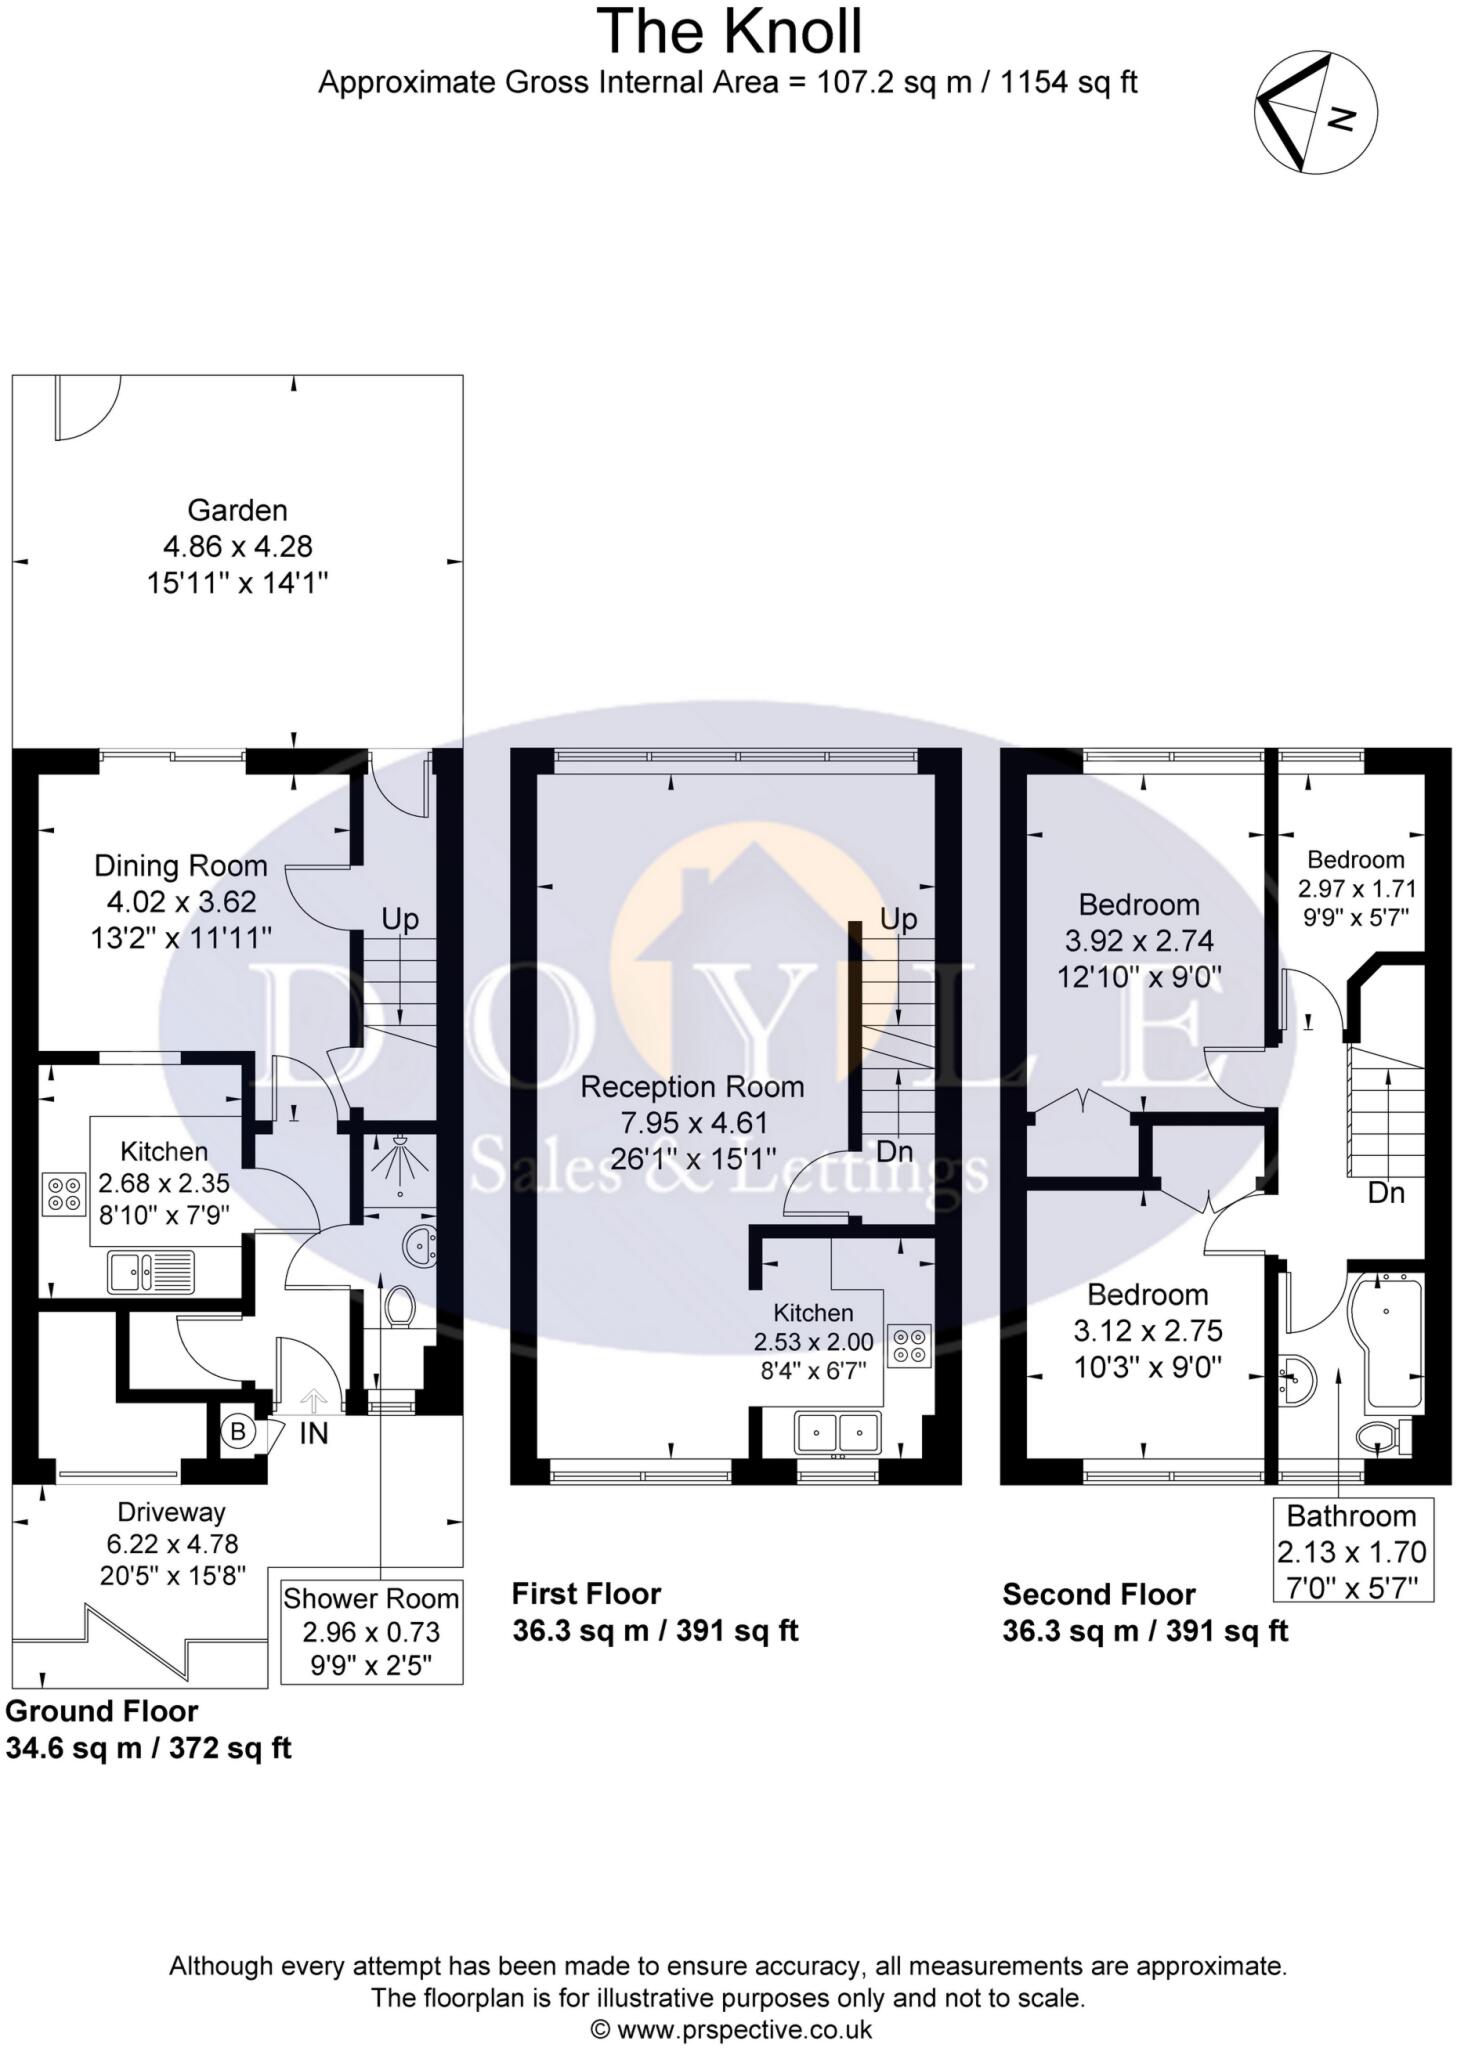 The Knoll
Approximate Gross Internal Area = 107.2 sq m / 1154 sq ft
N
Garden
4.86 x 4.28
15'11" x 14'1"
Dining Room
4.02 x 3.62
13'2" x 11'11"
Up
Kitchen
2.68 x 2.35
8'10" x 7'9"
B
IN
Driveway
6.22 x 4.78
20'5" x 15'8"
Shower Room
2.96 x 0.73
9'9" x 2'5"
Ground Floor
34.6 sq m / 372 sq ft
Reception Room
7.95 x 4.61
26'1" x 15'1"
Up
Dn
Kitchen
2.53 x 2.00
8'4" x 6'7"
First Floor
36.3 sq m / 391 sq ft
Bedroom
3.92 x 2.74
12'10" x 9'0"
Bedroom
2.97 x 1.71
9'9" x 5'7"
Dn
Bedroom
3.12 x 2.75
10'3" x 9'0"
Bathroom
2.13 x 1.70
7'0" x 5'7"
Second Floor
36.3 sq m / 391 sq ft
DOYLE
Sales & Lettings
Although every attempt has been made to ensure accuracy, all measurements are approximate.
The floorplan is for illustrative purposes only and not to scale.
© www.prspective.co.uk